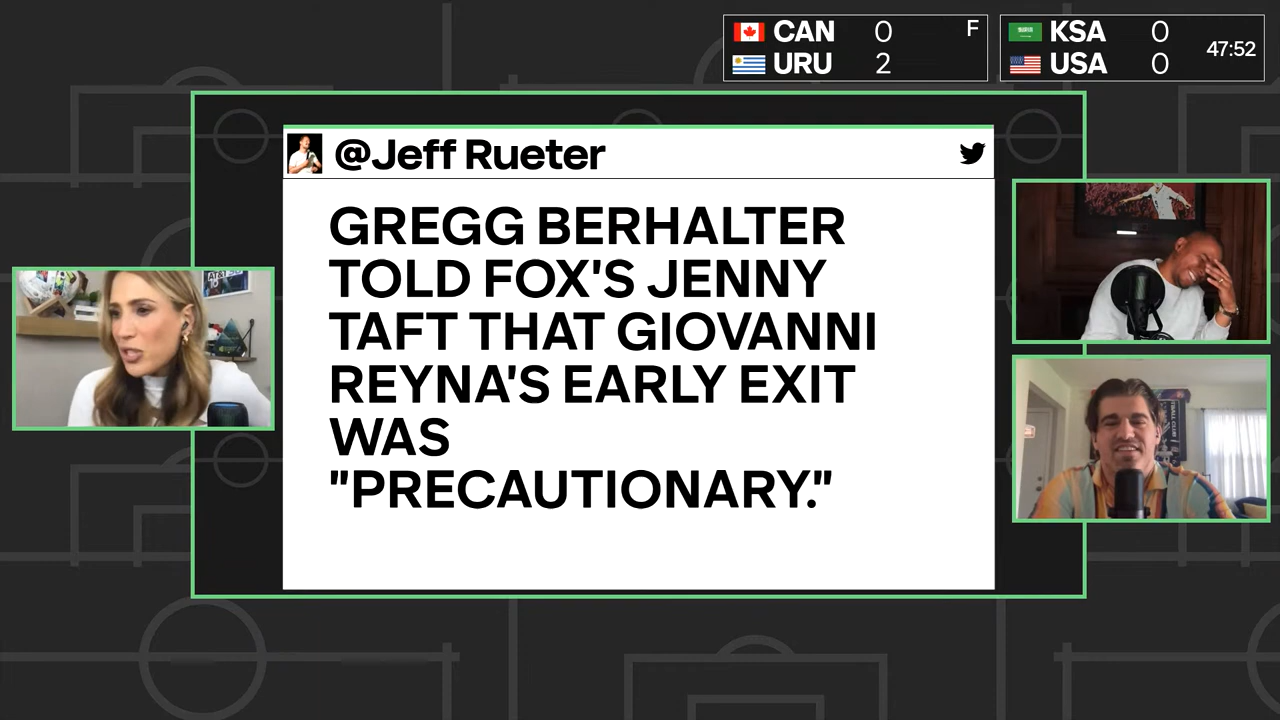 CAN 0 F
URU 2
KSA 0 47:52
USA 0
@Jeff Rueter
GREGG BERHALTER
TOLD FOX'S JENNY
TAFT THAT GIOVANNI
REYNA'S EARLY EXIT
WAS
"PRECAUTIONARY."